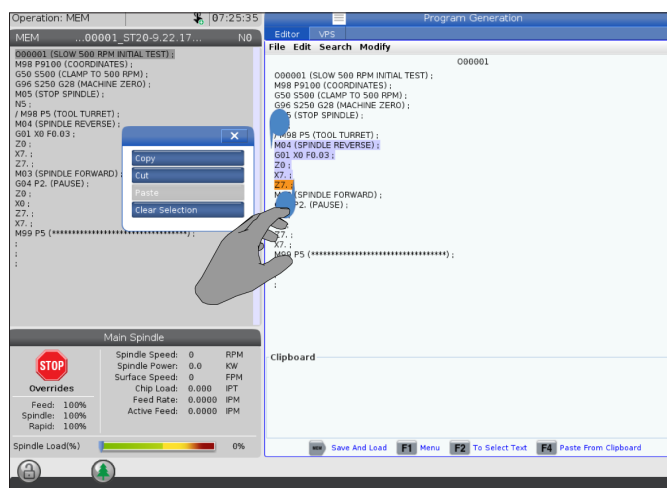 Operation: MEM 07:25:35
MEM ...00001_ST20-9.22.17... N0
O00001 (SLOW 500 RPM INITIAL TEST) ;
M98 P9100 (COORDINATES) ;
G50 S500 (CLAMP TO 500 RPM) ;
G96 S250 G28 (MACHINE ZERO) ;
M05 (STOP SPINDLE) ;
N5 ;
/ M98 P5 (TOOL TURRET) ;
M04 (SPINDLE REVERSE) ;
G01 X0 F0.03 ;
Z0 ;
X7. ;
Z7. ;
M03 (SPINDLE FORWARD)
G04 P2. (PAUSE) ;
Z0 ;
X0 ;
Z7. ;
X7. ;
M99 P5 (**********************************) ;
;
;
;
Copy
Cut
Paste
Clear Selection
Main Spindle
STOP
Overrides
Feed: 100%
Spindle: 100%
Rapid: 100%
Spindle Speed: 0 RPM
Spindle Power: 0.0 KW
Surface Speed: 0 FPM
Chip Load: 0.000 IPT
Feed Rate: 0.0000 IPM
Active Feed: 0.0000 IPM
Spindle Load(%) 0%
Program Generation
Editor VPS
File Edit Search Modify
O00001
O00001 (SLOW 500 RPM INITIAL TEST) ;
M98 P9100 (COORDINATES) ;
G50 S500 (CLAMP TO 500 RPM) ;
G96 S250 G28 (MACHINE ZERO) ;
(STOP SPINDLE) ;
/ M98 P5 (TOOL TURRET) ;
M04 (SPINDLE REVERSE) ;
G01 X0 F0.03 ;
Z0 ;
X7. ;
Z7. ;
(SPINDLE FORWARD) ;
P2. (PAUSE) ;
;
Z7. ;
X7. ;
M99 P5 (**********************************) ;
;
;
Clipboard
Save And Load F1 Menu F2 To Select Text F4 Paste From Clipboard